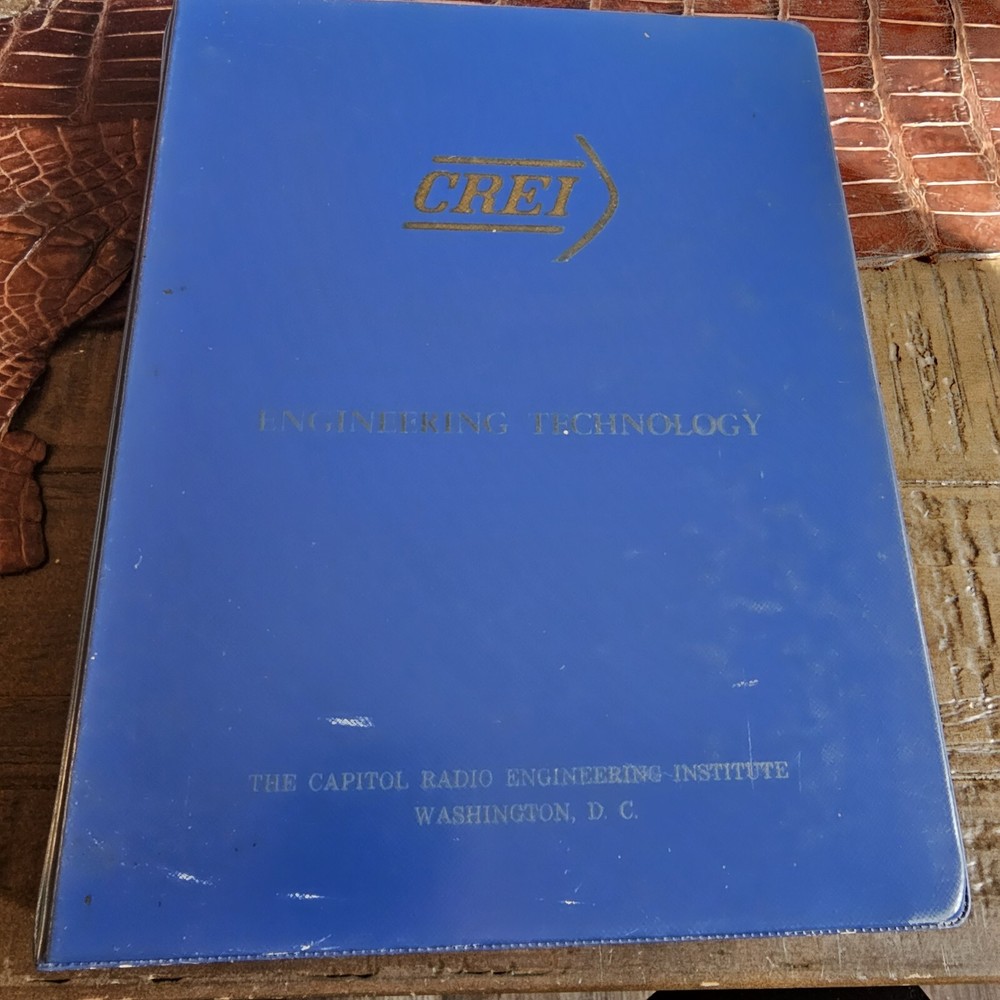 CREI
ENGINEERING TECHNOLOGY
THE CAPITOL RADIO ENGINEERING INSTITUTE
WASHINGTON, D. C.